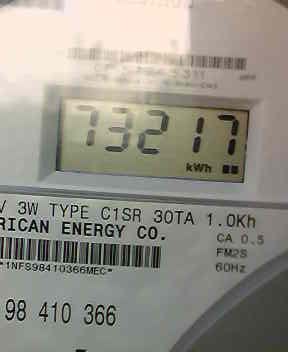 73217
kWh
V 3W TYPE C1SR 30TA 1.0Kh
RICAN ENERGY CO.
CA 0.5
FM2S
60Hz
*1NFS98410366MEC*
98 410 366